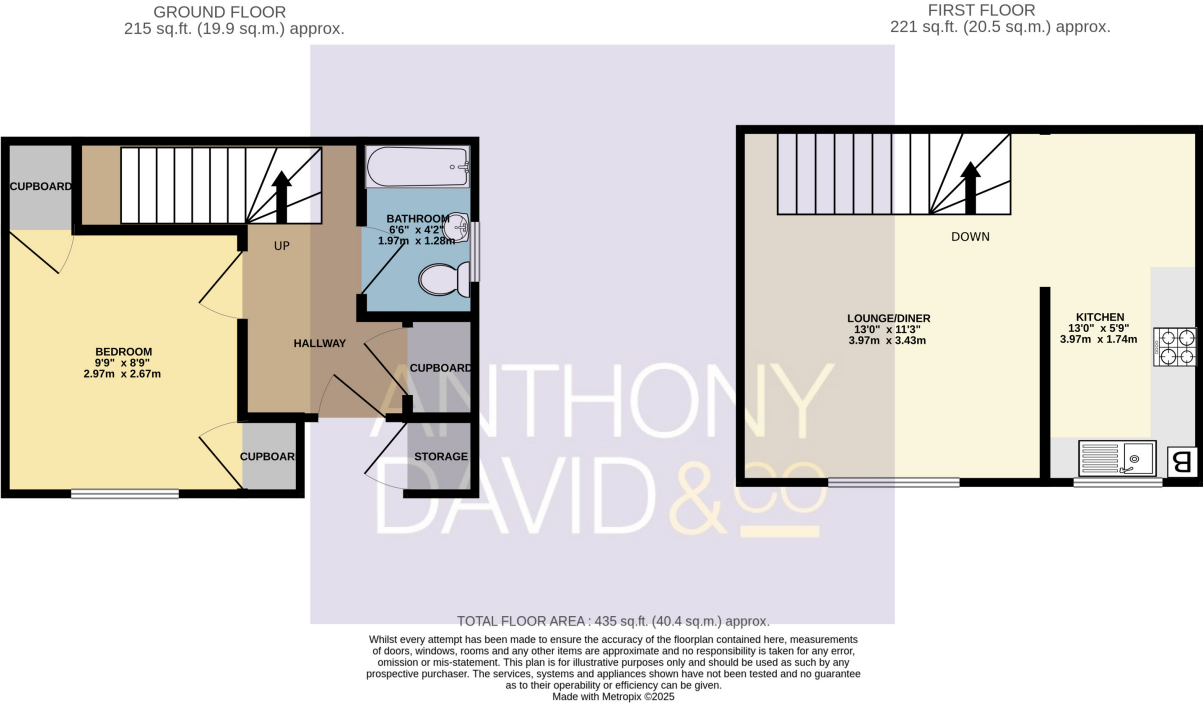 GROUND FLOOR
215 sq.ft. (19.9 sq.m.) approx.
FIRST FLOOR
221 sq.ft. (20.5 sq.m.) approx.
CUPBOARD
BATHROOM
6'6" x 4'2"
1.97m x 1.28m
UP
DOWN
BEDROOM
9'9" x 8'9"
2.97m x 2.67m
HALLWAY
CUPBOARD
CUPBOAR
STORAGE
LOUNGE/DINER
13'0" x 11'3"
3.97m x 3.43m
KITCHEN
13'0" x 5'9"
3.97m x 1.74m
B
ANTHONY
DAVID & CO
TOTAL FLOOR AREA : 435 sq.ft. (40.4 sq.m.) approx.
Whilst every attempt has been made to ensure the accuracy of the floorplan contained here, measurements
of doors, windows, rooms and any other items are approximate and no responsibility is taken for any error,
omission or mis-statement. This plan is for illustrative purposes only and should be used as such by any
prospective purchaser. The services, systems and appliances shown have not been tested and no guarantee
as to their operability or efficiency can be given.
Made with Metropix ©2025